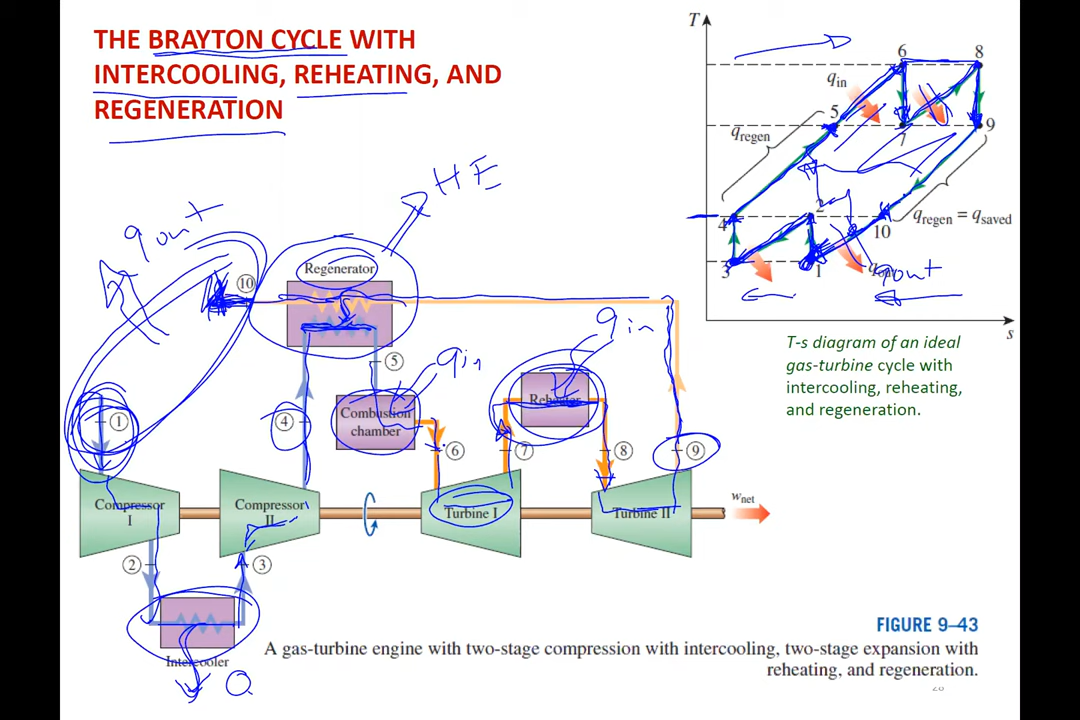 THE BRAYTON CYCLE WITH
INTERCOOLING, REHEATING, AND
REGENERATION
T
6
8
q in
5
q regen
7
9
2
4
10
q regen = q saved
3
1
q out
s
T-s diagram of an ideal
gas-turbine cycle with
intercooling, reheating,
and regeneration.
HE
q out
10
Regenerator
q in
5
q in
1
4
Combustion
chamber
Reheater
6
7
8
9
Compressor
I
Compressor
II
Turbine I
Turbine II
w net
2
3
Intercooler
Q
FIGURE 9–43
A gas-turbine engine with two-stage compression with intercooling, two-stage expansion with
reheating, and regeneration.